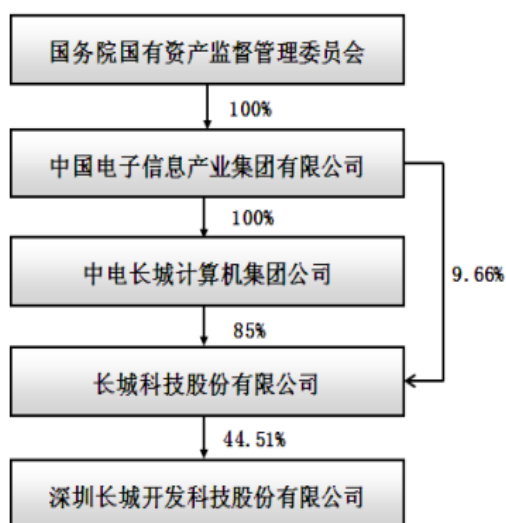 国务院国有资产监督管理委员会
100%
中国电子信息产业集团有限公司
100%
中电长城计算机集团公司
9.66%
85%
长城科技股份有限公司
44.51%
深圳长城开发科技股份有限公司